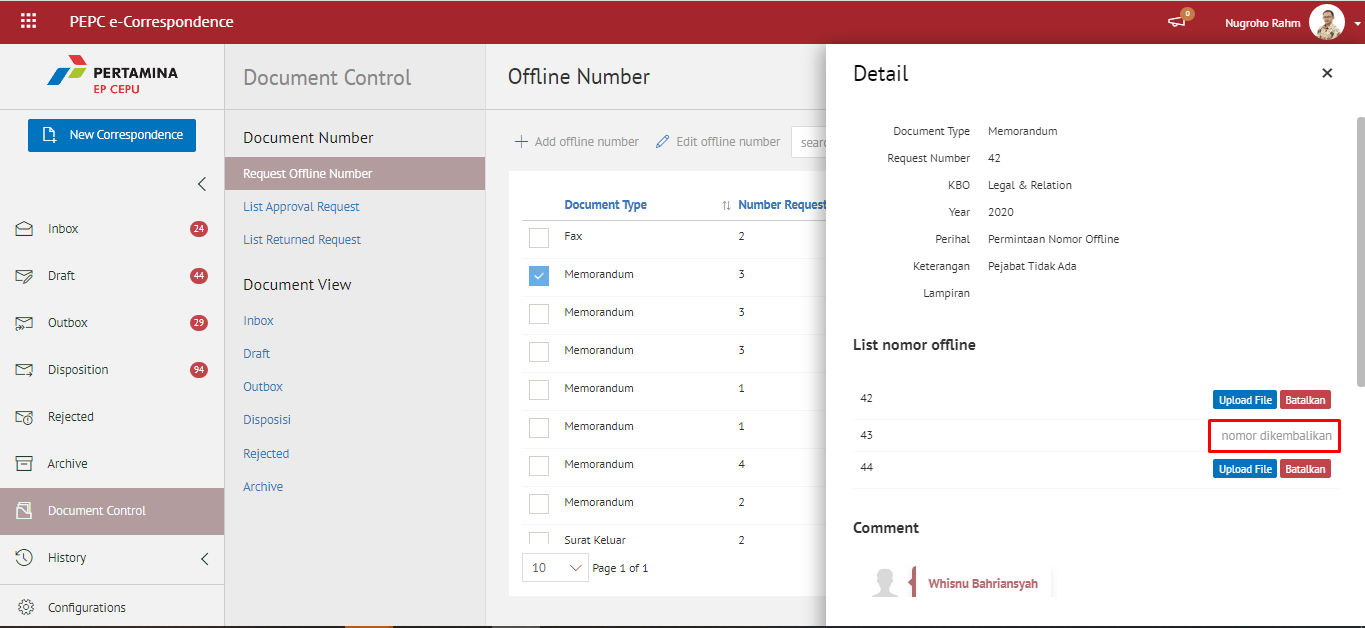 PEPC e-Correspondence
0
Nugroho Rahm
PERTAMINA
EP CEPU
New Correspondence
Inbox 24
Draft 44
Outbox 29
Disposition 94
Rejected
Archive
Document Control
History
Configurations
Document Control
Document Number
Request Offline Number
List Approval Request
List Returned Request
Document View
Inbox
Draft
Outbox
Disposisi
Rejected
Archive
Offline Number
Add offline number Edit offline number
Document Type Number Request
Fax 2
Memorandum 3
Memorandum 3
Memorandum 3
Memorandum 1
Memorandum 1
Memorandum 4
Memorandum 2
Surat Keluar 2
10 Page 1 of 1
Detail
Document Type Memorandum
Request Number 42
KBO Legal & Relation
Year 2020
Perihal Permintaan Nomor Offline
Keterangan Pejabat Tidak Ada
Lampiran
List nomor offline
42 Upload File Batalkan
43 nomor dikembalikan
44 Upload File Batalkan
Comment
Whisnu Bahriansyah